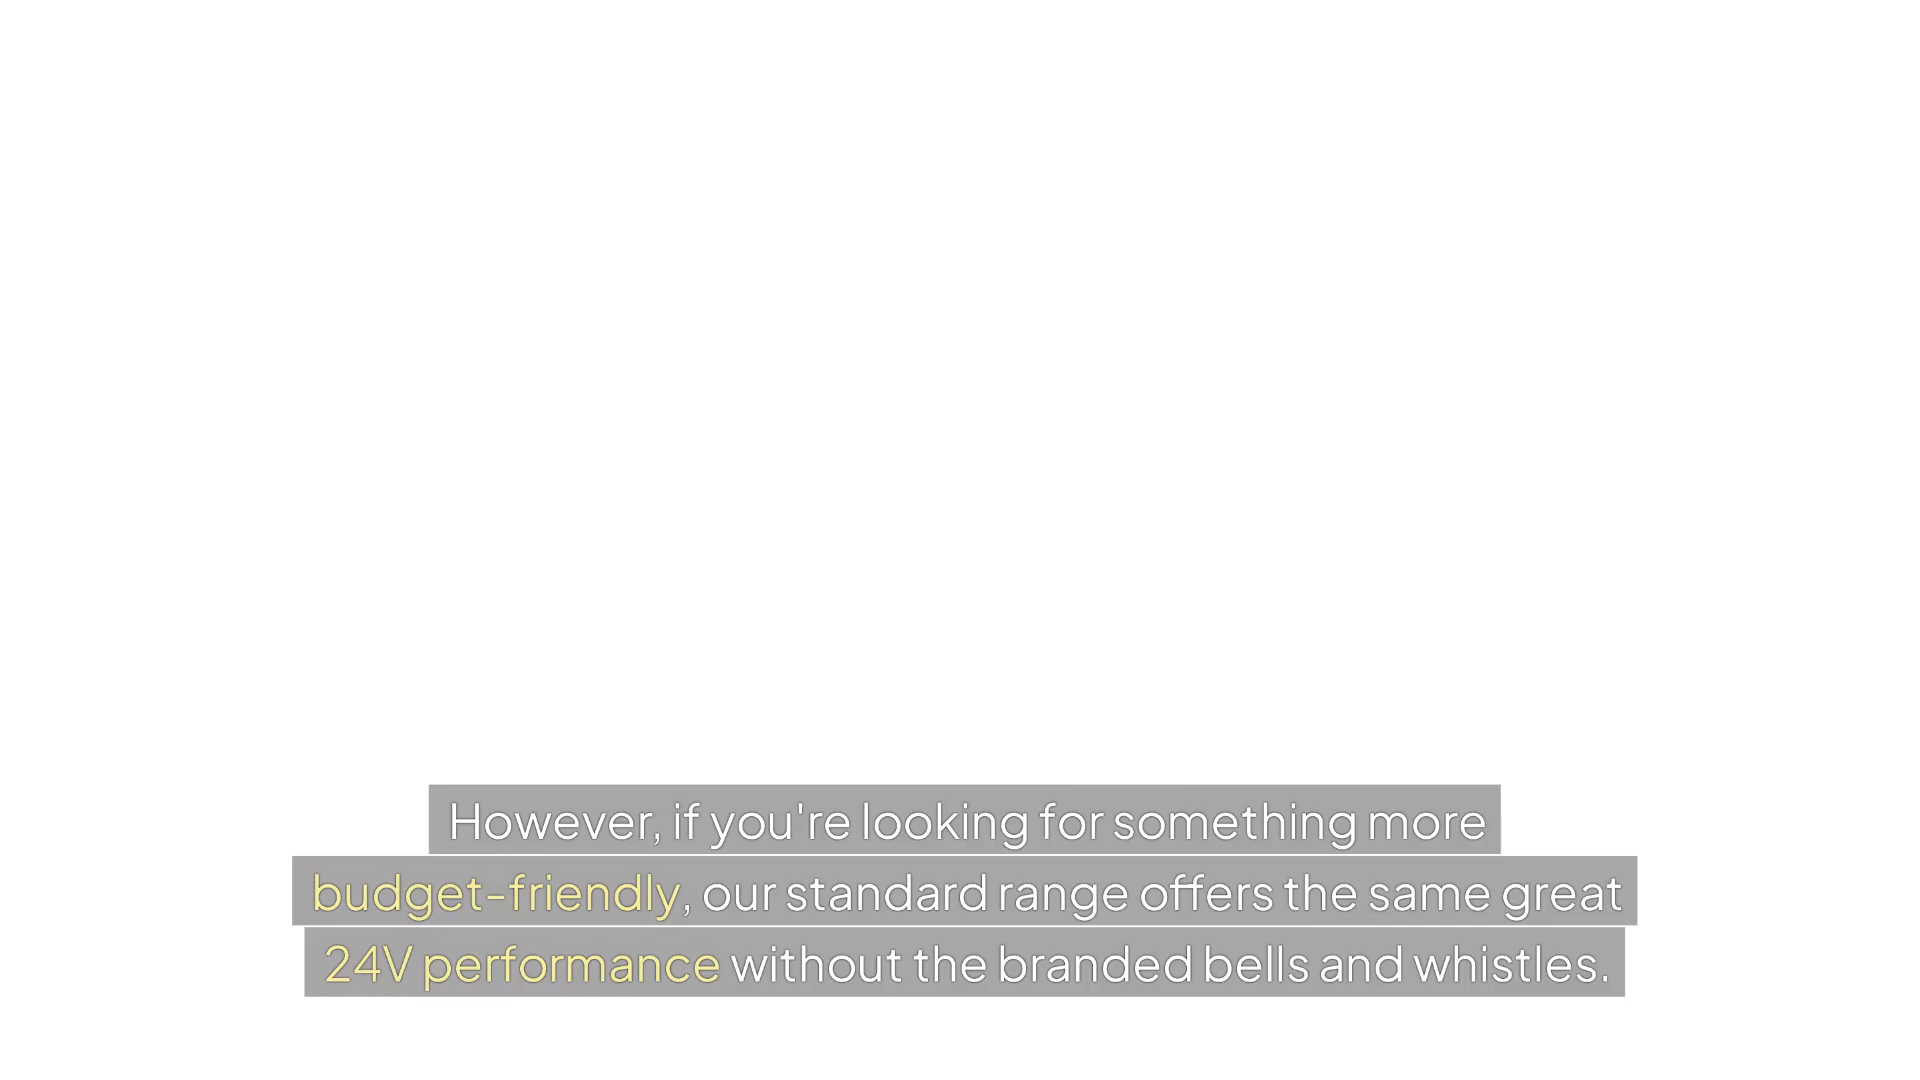 However, if you're looking for something more
budget-friendly, our standard range offers the same great
24V performance without the branded bells and whistles.